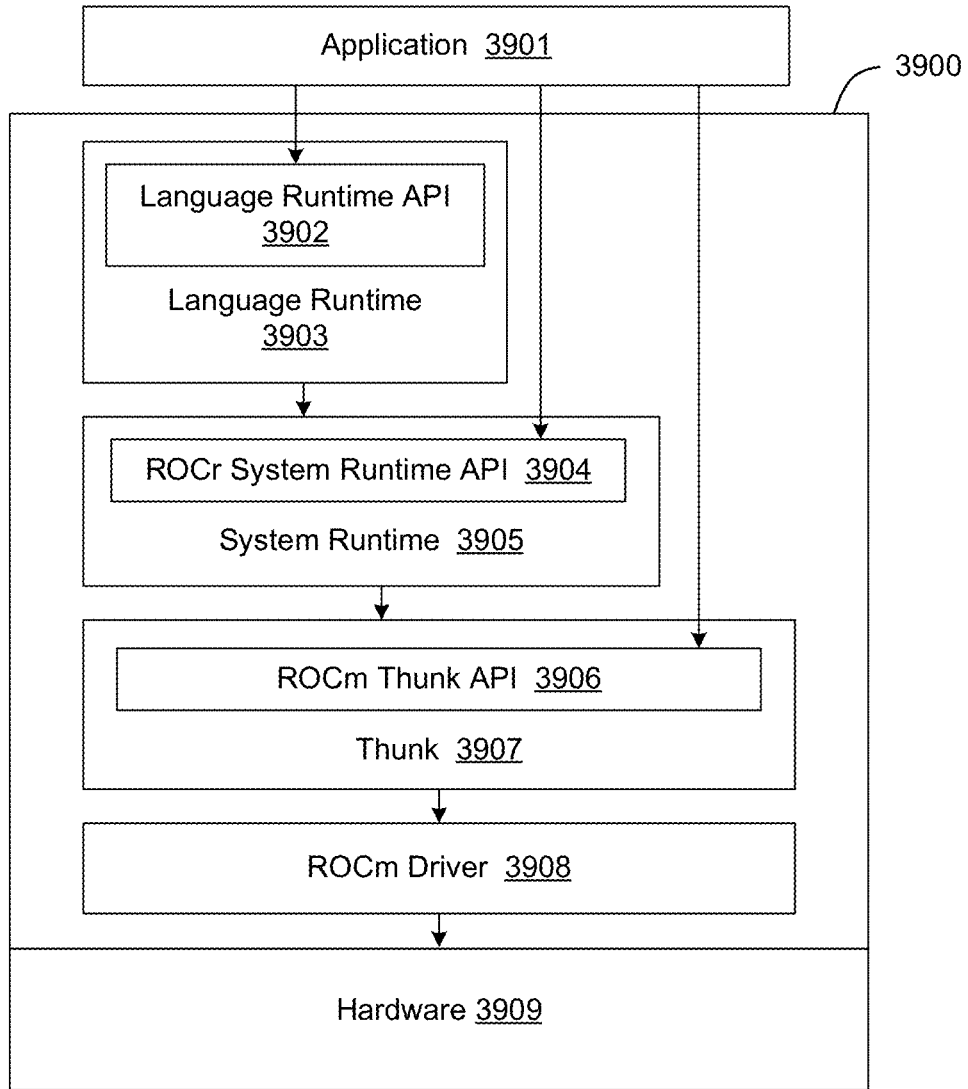 Application 3901
3900
Language Runtime API
3902
Language Runtime
3903
ROCr System Runtime API 3904
System Runtime 3905
ROCm Thunk API 3906
Thunk 3907
ROCm Driver 3908
Hardware 3909